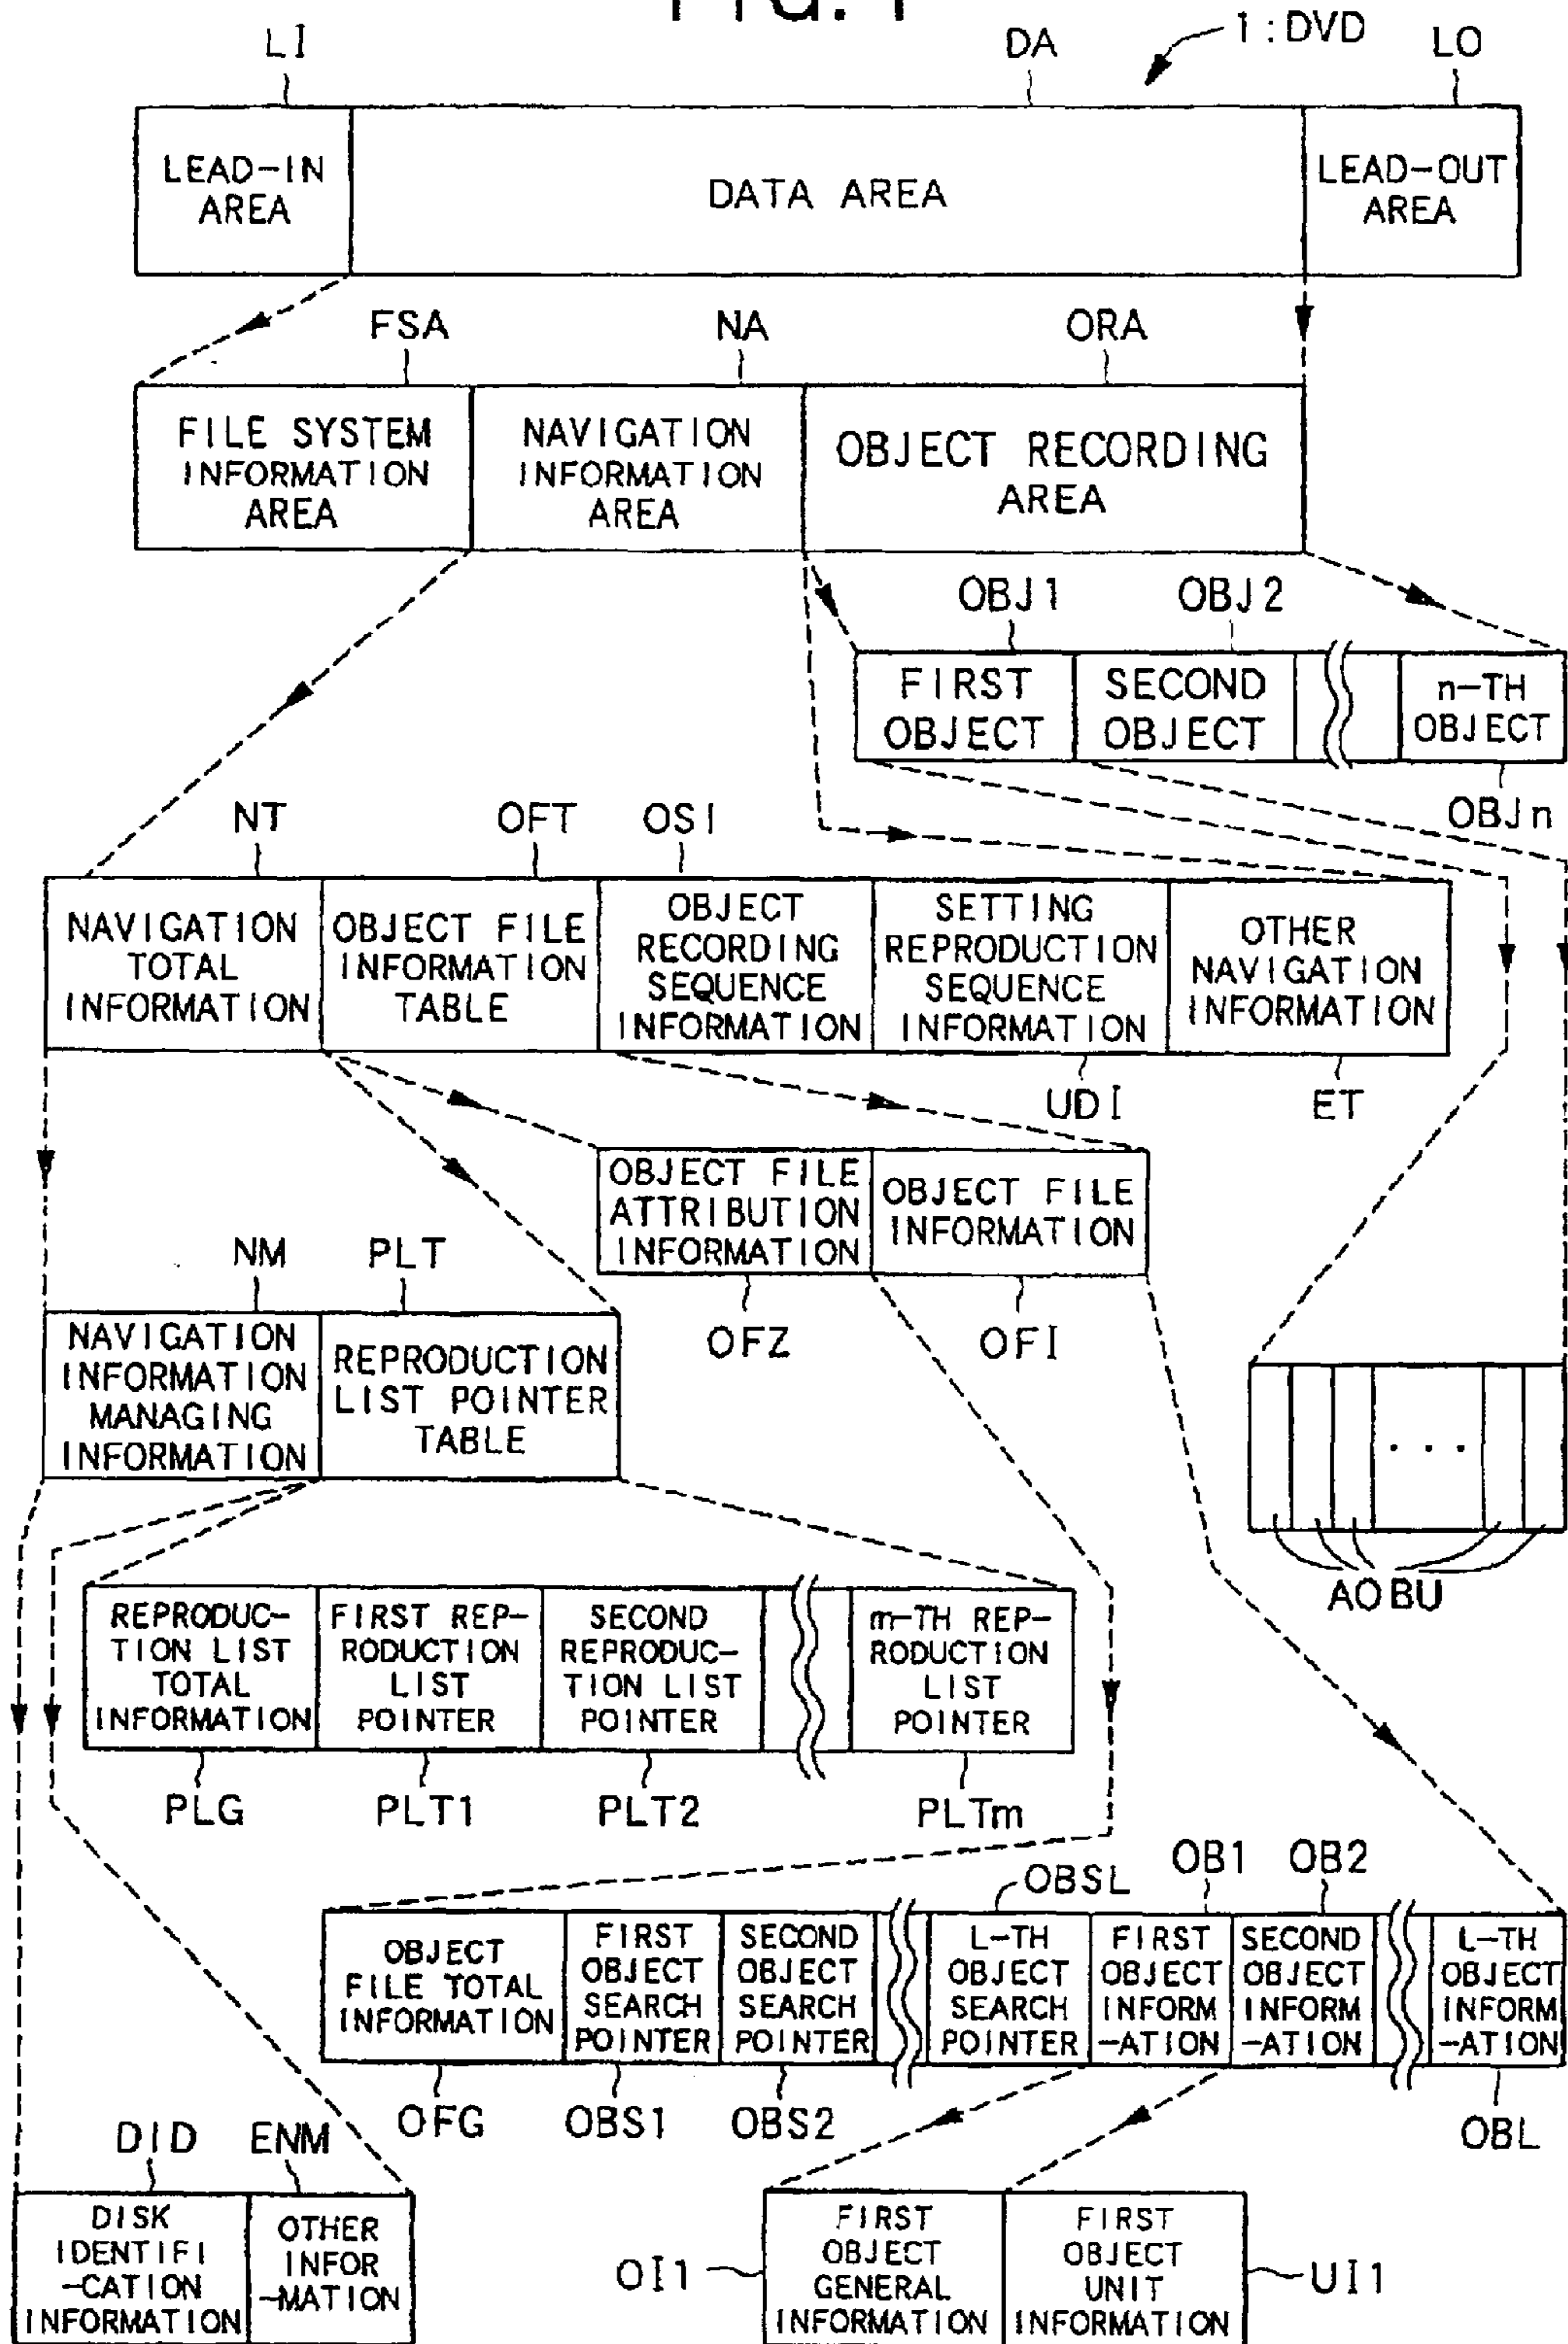 FIG. 1
LI
DA
1:DVD
LO
LEAD-IN
AREA
DATA AREA
LEAD-OUT
AREA
FSA
NA
ORA
FILE SYSTEM
INFORMATION
AREA
NAVIGATION
INFORMATION
AREA
OBJECT RECORDING
AREA
OBJ1
OBJ2
FIRST
OBJECT
SECOND
OBJECT
n-TH
OBJECT
OBJn
NT
OFT
OSI
NAVIGATION
TOTAL
INFORMATION
OBJECT FILE
INFORMATION
TABLE
OBJECT
RECORDING
SEQUENCE
INFORMATION
SETTING
REPRODUCTION
SEQUENCE
INFORMATION
OTHER
NAVIGATION
INFORMATION
UDI
ET
OBJECT FILE
ATTRIBUTION
INFORMATION
OBJECT FILE
INFORMATION
NM
PLT
OFZ
OFI
NAVIGATION
INFORMATION
MANAGING
INFORMATION
REPRODUCTION
LIST POINTER
TABLE
...
AOBU
REPRODUC-
TION LIST
TOTAL
INFORMATION
FIRST REP-
RODUCTION
LIST
POINTER
SECOND
REPRODUC-
TION LIST
POINTER
m-TH REP-
RODUCTION
LIST
POINTER
PLG
PLT1
PLT2
PLTm
OBSL
OB1
OB2
OBJECT
FILE TOTAL
INFORMATION
FIRST
OBJECT
SEARCH
POINTER
SECOND
OBJECT
SEARCH
POINTER
L-TH
OBJECT
SEARCH
POINTER
FIRST
OBJECT
INFORM
-ATION
SECOND
OBJECT
INFORM
-ATION
L-TH
OBJECT
INFORM
-ATION
OFG
OBS1
OBS2
OBL
DID
ENM
DISK
IDENTIFI
-CATION
INFORMATION
OTHER
INFOR
-MATION
OI1
FIRST
OBJECT
GENERAL
INFORMATION
FIRST
OBJECT
UNIT
INFORMATION
UI1